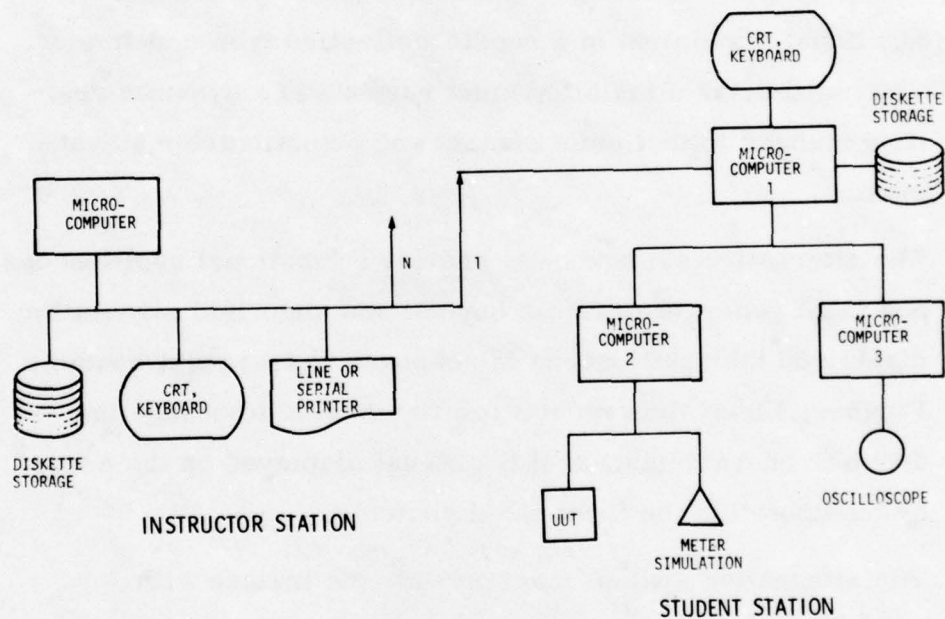 CRT,
KEYBOARD
DISKETTE
STORAGE
MICRO-
COMPUTER
1
MICRO-
COMPUTER
N
1
MICRO-
COMPUTER
2
MICRO-
COMPUTER
3
CRT,
KEYBOARD
LINE OR
SERIAL
PRINTER
DISKETTE
STORAGE
INSTRUCTOR STATION
UUT
METER
SIMULATION
OSCILLOSCOPE
STUDENT STATION